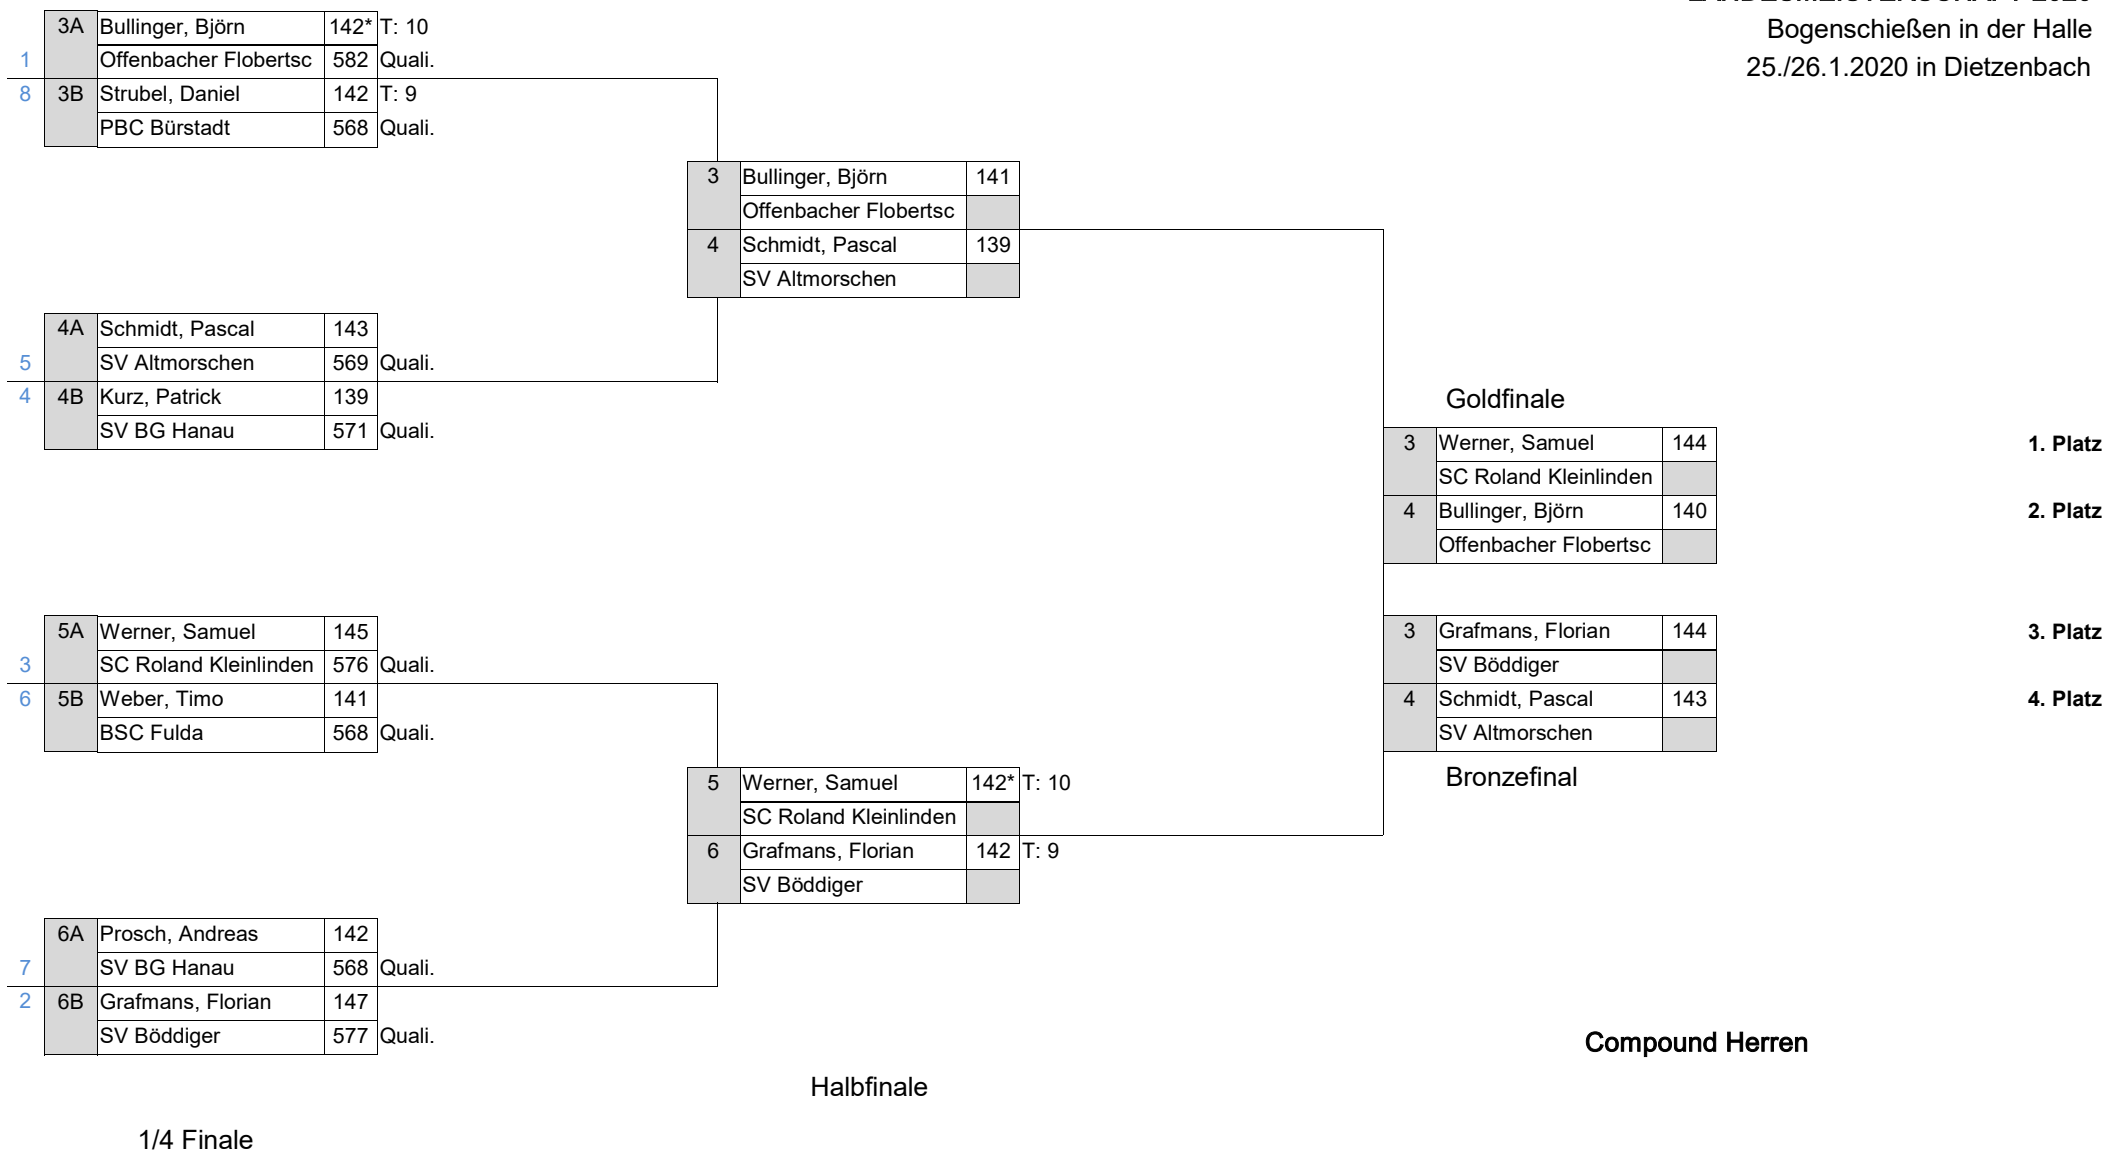 Bogenschießen in der Halle
25./26.1.2020 in Dietzenbach
3A Bullinger, Björn 142* T: 10
1 Offenbacher Flobertsc 582 Quali.
8 3B Strubel, Daniel 142 T: 9
PBC Bürstadt 568 Quali.
3 Bullinger, Björn 141
Offenbacher Flobertsc
4 Schmidt, Pascal 139
SV Altmorschen
4A Schmidt, Pascal 143
5 SV Altmorschen 569 Quali.
4 4B Kurz, Patrick 139
SV BG Hanau 571 Quali.
Goldfinale
3 Werner, Samuel 144 1. Platz
SC Roland Kleinlinden
4 Bullinger, Björn 140 2. Platz
Offenbacher Flobertsc
5A Werner, Samuel 145
3 SC Roland Kleinlinden 576 Quali.
6 5B Weber, Timo 141
BSC Fulda 568 Quali.
3 Grafmans, Florian 144 3. Platz
SV Böddiger
4 Schmidt, Pascal 143 4. Platz
SV Altmorschen
Bronzefinal
5 Werner, Samuel 142* T: 10
SC Roland Kleinlinden
6 Grafmans, Florian 142 T: 9
SV Böddiger
6A Prosch, Andreas 142
7 SV BG Hanau 568 Quali.
2 6B Grafmans, Florian 147
SV Böddiger 577 Quali.
Compound Herren
Halbfinale
1/4 Finale